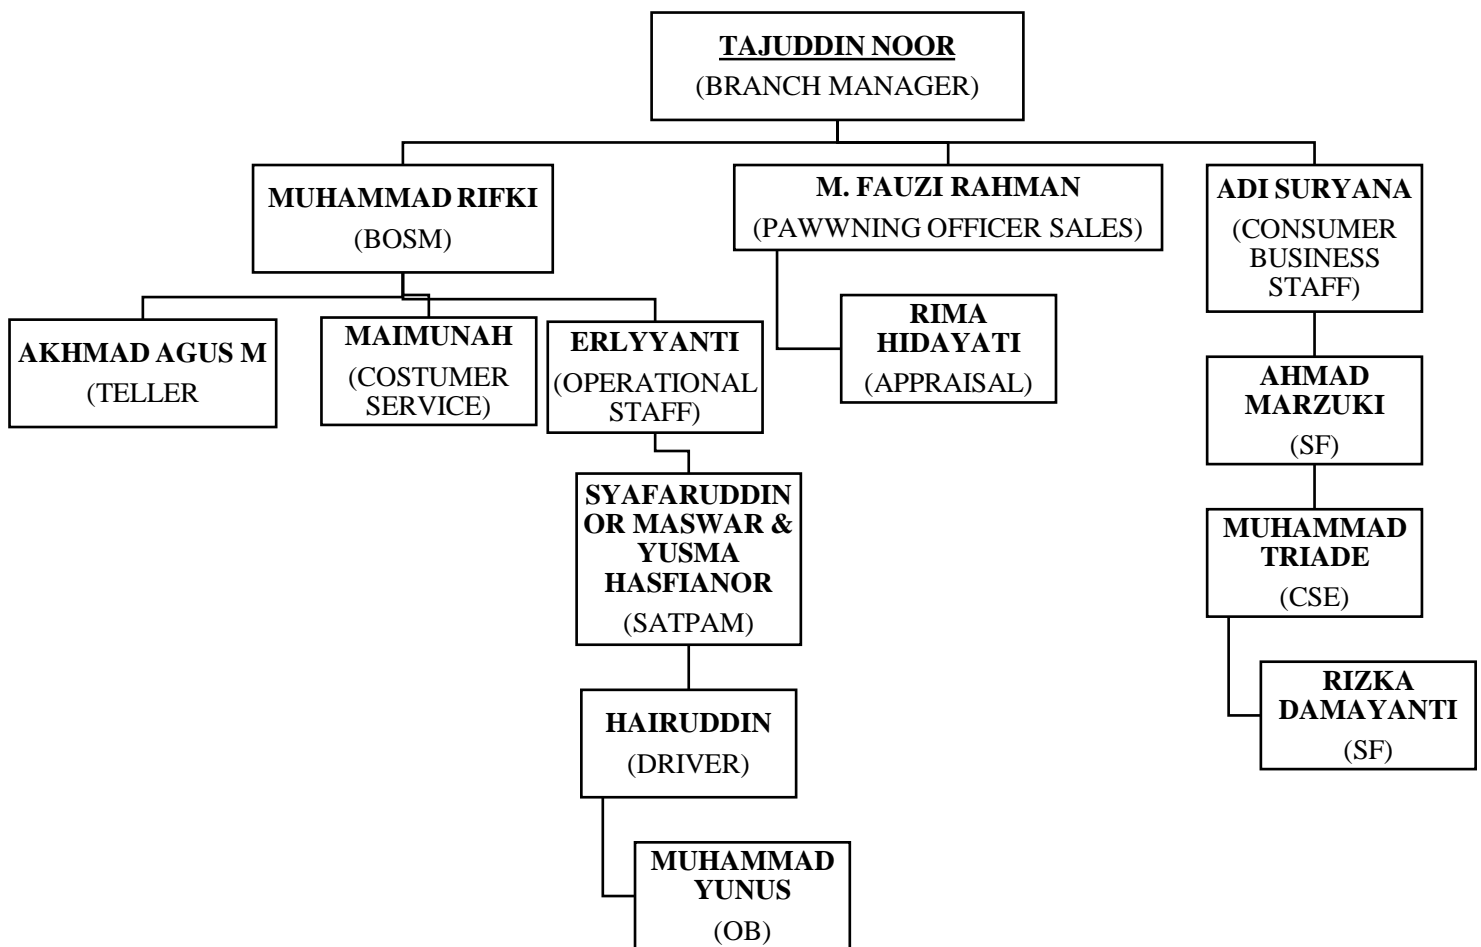 TAJUDDIN NOOR
(BRANCH MANAGER)
MUHAMMAD RIFKI
(BOSM)
M. FAUZI RAHMAN
(PAWWNING OFFICER SALES)
ADI SURYANA
(CONSUMER
BUSINESS
STAFF)
AKHMAD AGUS M
(TELLER
MAIMUNAH
(COSTUMER
SERVICE)
ERLYYANTI
(OPERATIONAL
STAFF)
RIMA
HIDAYATI
(APPRAISAL)
AHMAD
MARZUKI
(SF)
SYAFARUDDIN
OR MASWAR &
YUSMA
HASFIANOR
(SATPAM)
MUHAMMAD
TRIADE
(CSE)
HAIRUDDIN
(DRIVER)
RIZKA
DAMAYANTI
(SF)
MUHAMMAD
YUNUS
(OB)